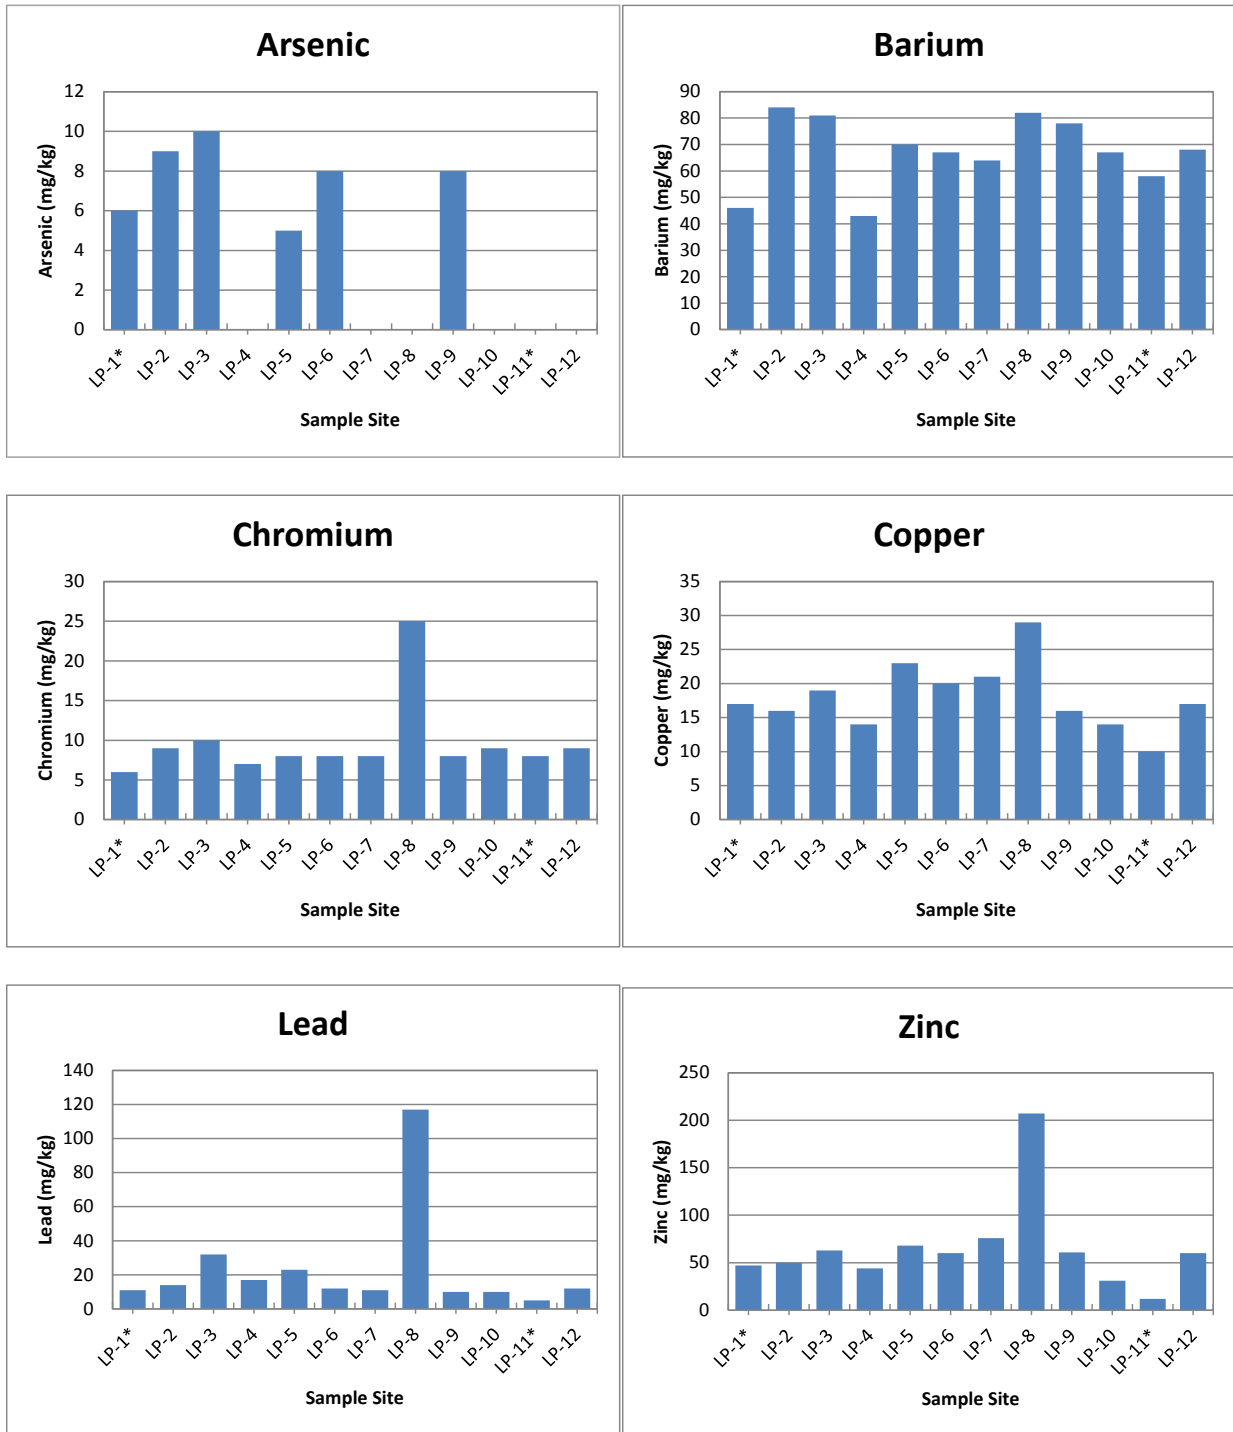 Arsenic
12
10
8
6
4
2
0
Arsenic (mg/kg)
LP-1* LP-2 LP-3 LP-4 LP-5 LP-6 LP-7 LP-8 LP-9 LP-10 LP-11* LP-12
Sample Site
Barium
90
80
70
60
50
40
30
20
10
0
Barium (mg/kg)
LP-1* LP-2 LP-3 LP-4 LP-5 LP-6 LP-7 LP-8 LP-9 LP-10 LP-11* LP-12
Sample Site
Chromium
30
25
20
15
10
5
0
Chromium (mg/kg)
LP-1* LP-2 LP-3 LP-4 LP-5 LP-6 LP-7 LP-8 LP-9 LP-10 LP-11* LP-12
Sample Site
Copper
35
30
25
20
15
10
5
0
Copper (mg/kg)
LP-1* LP-2 LP-3 LP-4 LP-5 LP-6 LP-7 LP-8 LP-9 LP-10 LP-11* LP-12
Sample Site
Lead
140
120
100
80
60
40
20
0
Lead (mg/kg)
LP-1* LP-2 LP-3 LP-4 LP-5 LP-6 LP-7 LP-8 LP-9 LP-10 LP-11* LP-12
Sample Site
Zinc
250
200
150
100
50
0
Zinc (mg/kg)
LP-1* LP-2 LP-3 LP-4 LP-5 LP-6 LP-7 LP-8 LP-9 LP-10 LP-11* LP-12
Sample Site